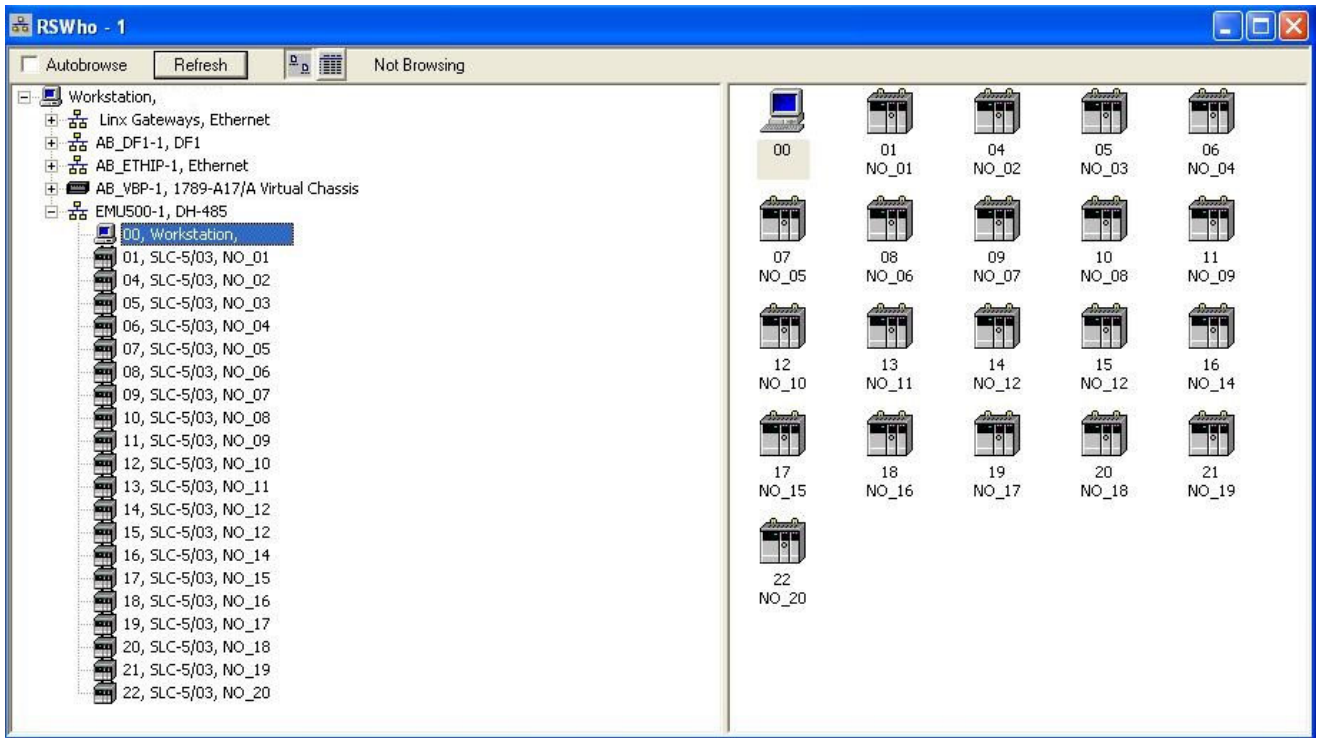 RSWho - 1
Autobrowse Refresh Not Browsing
Workstation,
Linx Gateways, Ethernet
AB_DF1-1, DF1
AB_ETHIP-1, Ethernet
AB_VBP-1, 1789-A17/A Virtual Chassis
EMU500-1, DH-485
00, Workstation,
01, SLC-5/03, NO_01
04, SLC-5/03, NO_02
05, SLC-5/03, NO_03
06, SLC-5/03, NO_04
07, SLC-5/03, NO_05
08, SLC-5/03, NO_06
09, SLC-5/03, NO_07
10, SLC-5/03, NO_08
11, SLC-5/03, NO_09
12, SLC-5/03, NO_10
13, SLC-5/03, NO_11
14, SLC-5/03, NO_12
15, SLC-5/03, NO_12
16, SLC-5/03, NO_14
17, SLC-5/03, NO_15
18, SLC-5/03, NO_16
19, SLC-5/03, NO_17
20, SLC-5/03, NO_18
21, SLC-5/03, NO_19
22, SLC-5/03, NO_20
00 01 04 05 06
NO_01 NO_02 NO_03 NO_04
07 08 09 10 11
NO_05 NO_06 NO_07 NO_08 NO_09
12 13 14 15 16
NO_10 NO_11 NO_12 NO_12 NO_14
17 18 19 20 21
NO_15 NO_16 NO_17 NO_18 NO_19
22
NO_20